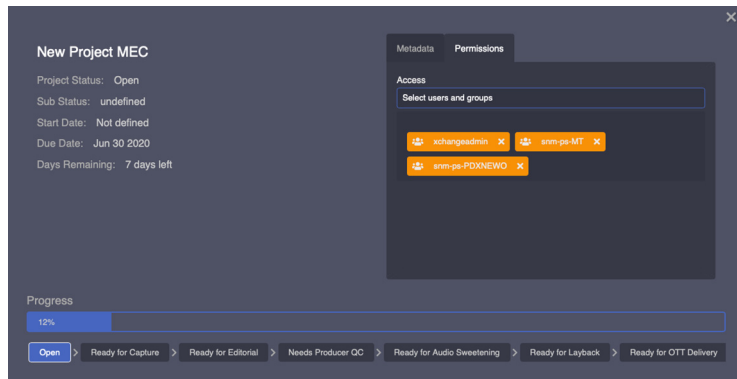 New Project MEC
Project Status: Open
Sub Status: undefined
Start Date: Not defined
Due Date: Jun 30 2020
Days Remaining: 7 days left
Metadata Permissions
Access
Select users and groups
xchangeadmin snm-ps-MT
snm-ps-PDXNEWO
Progress
12%
Open > Ready for Capture > Ready for Editorial > Needs Producer QC > Ready for Audio Sweetening > Ready for Layback > Ready for OTT Delivery